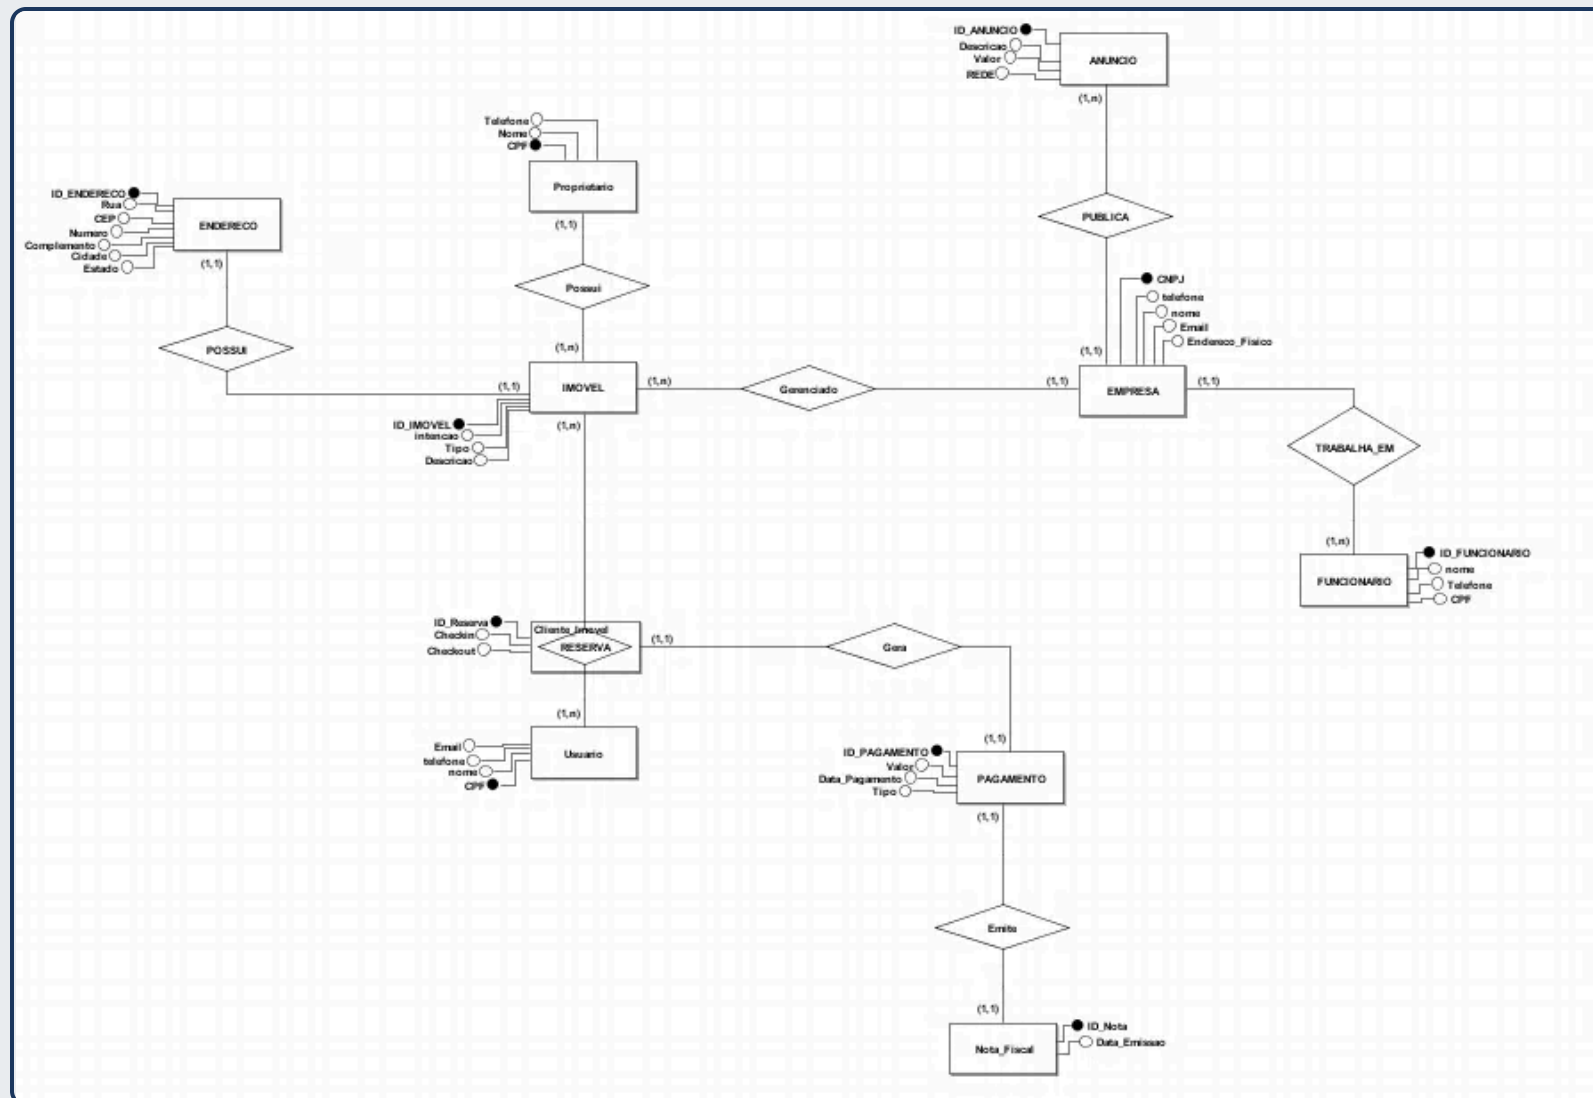 ID_ANUNCIO
Descricao
Valor
REDE
ANUNCIO
(1,n)
PUBLICA
Telefone
Nome
CPF
Proprietario
(1,1)
Possui
(1,n)
ID_ENDERECO
Rua
CEP
Numero
Complemento
Cidade
Estado
ENDERECO
(1,1)
POSSUI
CNPJ
telefone
nome
Email
Endereco_Fisico
(1,1)
(1,1)
IMOVEL
(1,n)
Gerenciado
(1,1)
EMPRESA
(1,1)
(1,n)
ID_IMOVEL
intencao
Tipo
Descricao
TRABALHA_EM
(1,n)
FUNCIONARIO
ID_FUNCIONARIO
nome
Telefone
CPF
ID_Reserva
Checkin
Checkout
Cliente_Imovel
RESERVA
(1,1)
Gera
(1,n)
Email
telefone
nome
CPF
Usuario
(1,1)
ID_PAGAMENTO
Valor
Data_Pagamento
Tipo
PAGAMENTO
(1,1)
Emite
(1,1)
Nota_Fiscal
ID_Nota
Data_Emissao